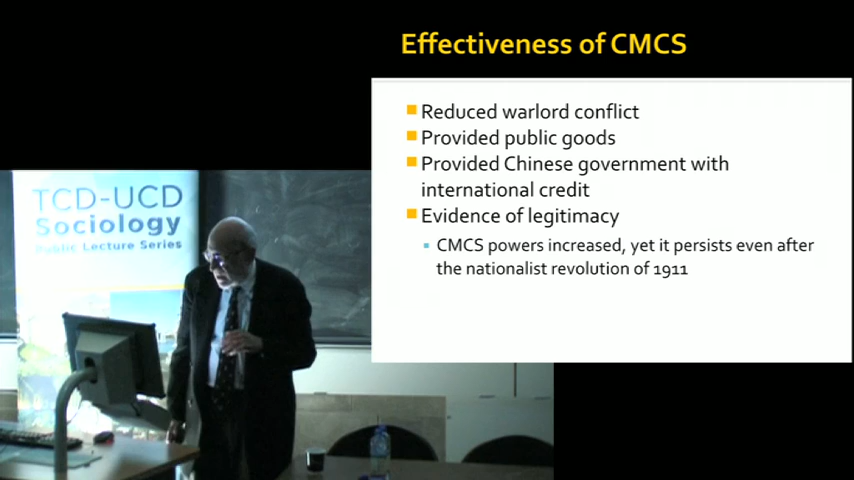 Effectiveness of CMCS
Reduced warlord conflict
Provided public goods
Provided Chinese government with
international credit
Evidence of legitimacy
CMCS powers increased, yet it persists even after
the nationalist revolution of 1911
TCD-UCD
Sociology
Public Lecture Series